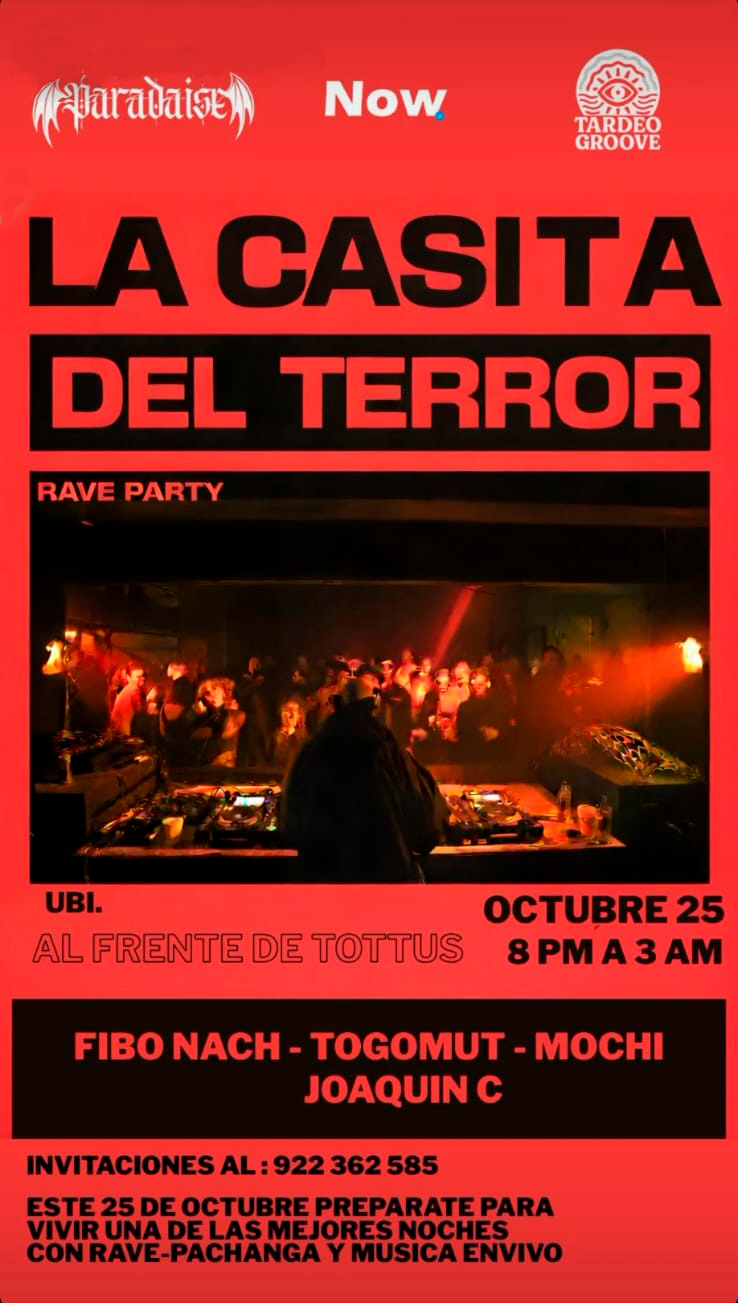 Paradaise
Now
TARDEO
GROOVE
LA CASITA
DEL TERROR
RAVE PARTY
UBI.
AL FRENTE DE TOTTUS
OCTUBRE 25
8 PM A 3 AM
FIBO NACH - TOGOMUT - MOCHI
JOAQUIN C
INVITACIONES AL : 922 362 585
ESTE 25 DE OCTUBRE PREPARATE PARA
VIVIR UNA DE LAS MEJORES NOCHES
CON RAVE-PACHANGA Y MUSICA ENVIVO